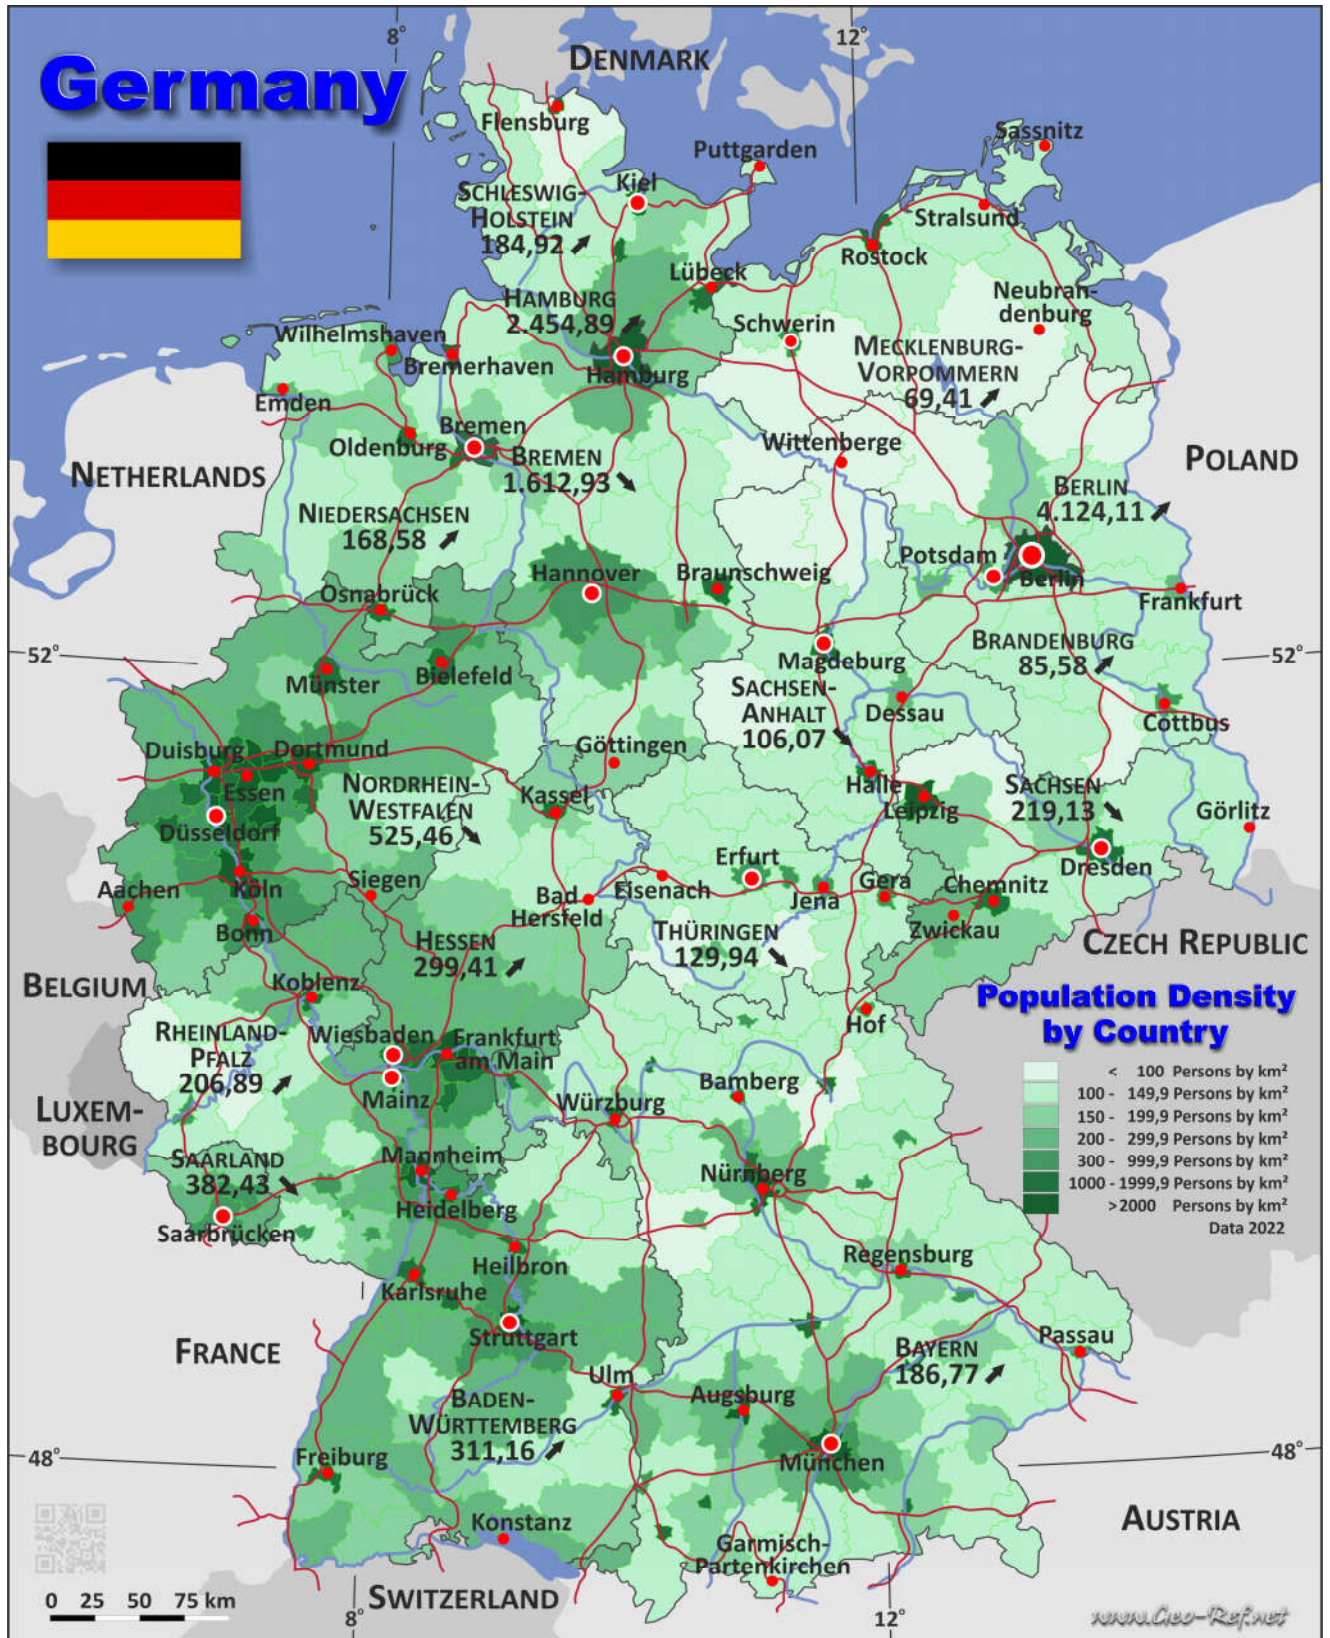 Germany
8°
12°
DENMARK
Flensburg
Sassnitz
Puttgarden
Kiel
SCHLESWIG-
HOLSTEIN
184,92
Stralsund
Rostock
Lübeck
HAMBURG
2.454,89
Neubran-
denburg
Schwerin
Wilhelmshaven
Bremerhaven
MECKLENBURG-
VORPOMMERN
69,41
Hamburg
Emden
Bremen
Oldenburg
Wittenberge
NETHERLANDS
BREMEN
1.612,93
POLAND
BERLIN
4.124,11
NIEDERSACHSEN
168,58
Potsdam
Berlin
Hannover
Braunschweig
Osnabrück
Frankfurt
52°
52°
BRANDENBURG
85,58
Magdeburg
Münster
Bielefeld
SACHSEN-
ANHALT
106,07
Dessau
Cottbus
Duisburg
Dortmund
Göttingen
Essen
NORDRHEIN-
WESTFALEN
525,46
Kassel
Halle
Leipzig
SACHSEN
219,13
Görlitz
Düsseldorf
Dresden
Aachen
Köln
Siegen
Bad
Hersfeld
Eisenach
Erfurt
Jena
Gera
Chemnitz
Zwickau
Bonn
HESSEN
299,41
THÜRINGEN
129,94
CZECH REPUBLIC
BELGIUM
Koblenz
Hof
RHEINLAND-
PFALZ
206,89
Wiesbaden
Frankfurt
am Main
Mainz
LUXEM-
BOURG
Würzburg
Bamberg
Population Density
by Country
< 100 Persons by km²
100 - 149,9 Persons by km²
150 - 199,9 Persons by km²
200 - 299,9 Persons by km²
300 - 999,9 Persons by km²
1000 - 1999,9 Persons by km²
>2000 Persons by km²
Data 2022
SAARLAND
382,43
Saarbrücken
Mannheim
Heidelberg
Nürnberg
Heilbron
Karlsruhe
Regensburg
FRANCE
Struttgart
Passau
BAYERN
186,77
Ulm
Augsburg
BADEN-
WÜRTTEMBERG
311,16
München
48°
48°
Freiburg
Konstanz
Garmisch-
Partenkirchen
AUSTRIA
SWITZERLAND
0 25 50 75 km
8°
12°
www.Geo-Ref.net